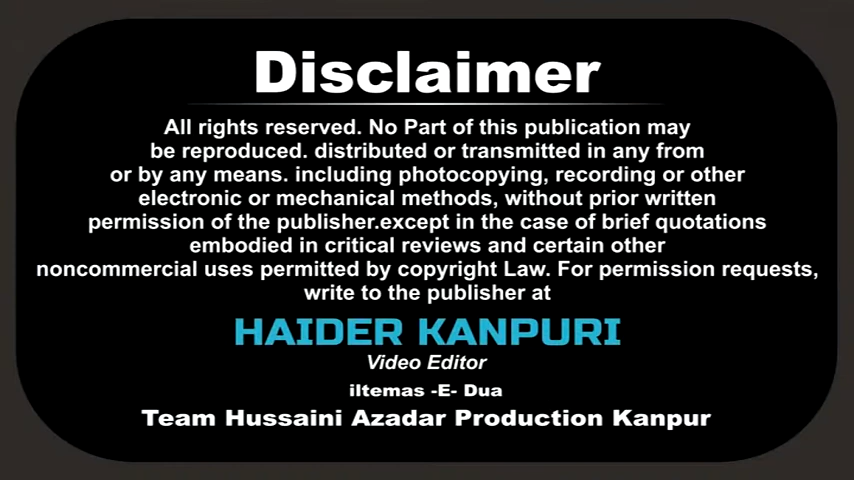 Disclaimer
All rights reserved. No Part of this publication may
be reproduced. distributed or transmitted in any from
or by any means. including photocopying, recording or other
electronic or mechanical methods, without prior written
permission of the publisher.except in the case of brief quotations
embodied in critical reviews and certain other
noncommercial uses permitted by copyright Law. For permission requests,
write to the publisher at
HAIDER KANPURI
Video Editor
iltemas -E- Dua
Team Hussaini Azadar Production Kanpur